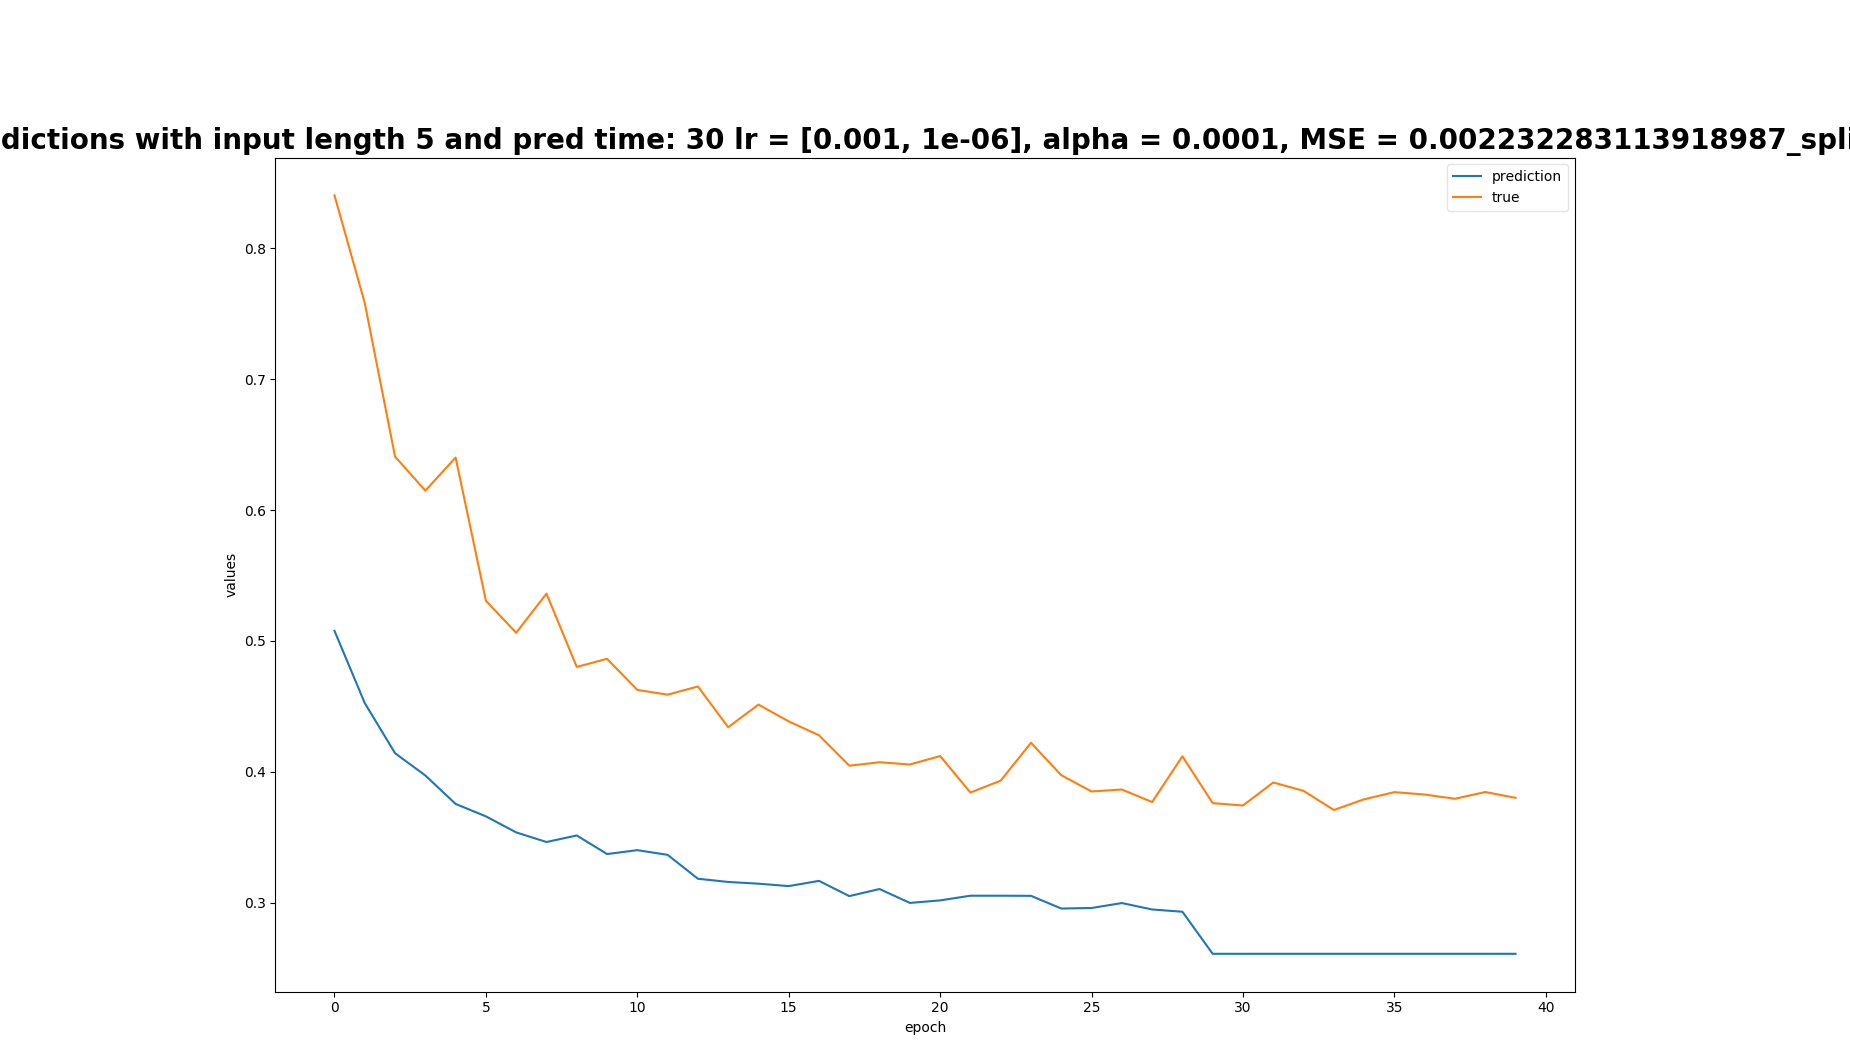 dictions with input length 5 and pred time: 30 lr = [0.001, 1e-06], alpha = 0.0001, MSE = 0.002232283113918987_spli
prediction
true
0.8
0.7
0.6
0.5
0.4
0.3
values
0 5 10 15 20 25 30 35 40
epoch